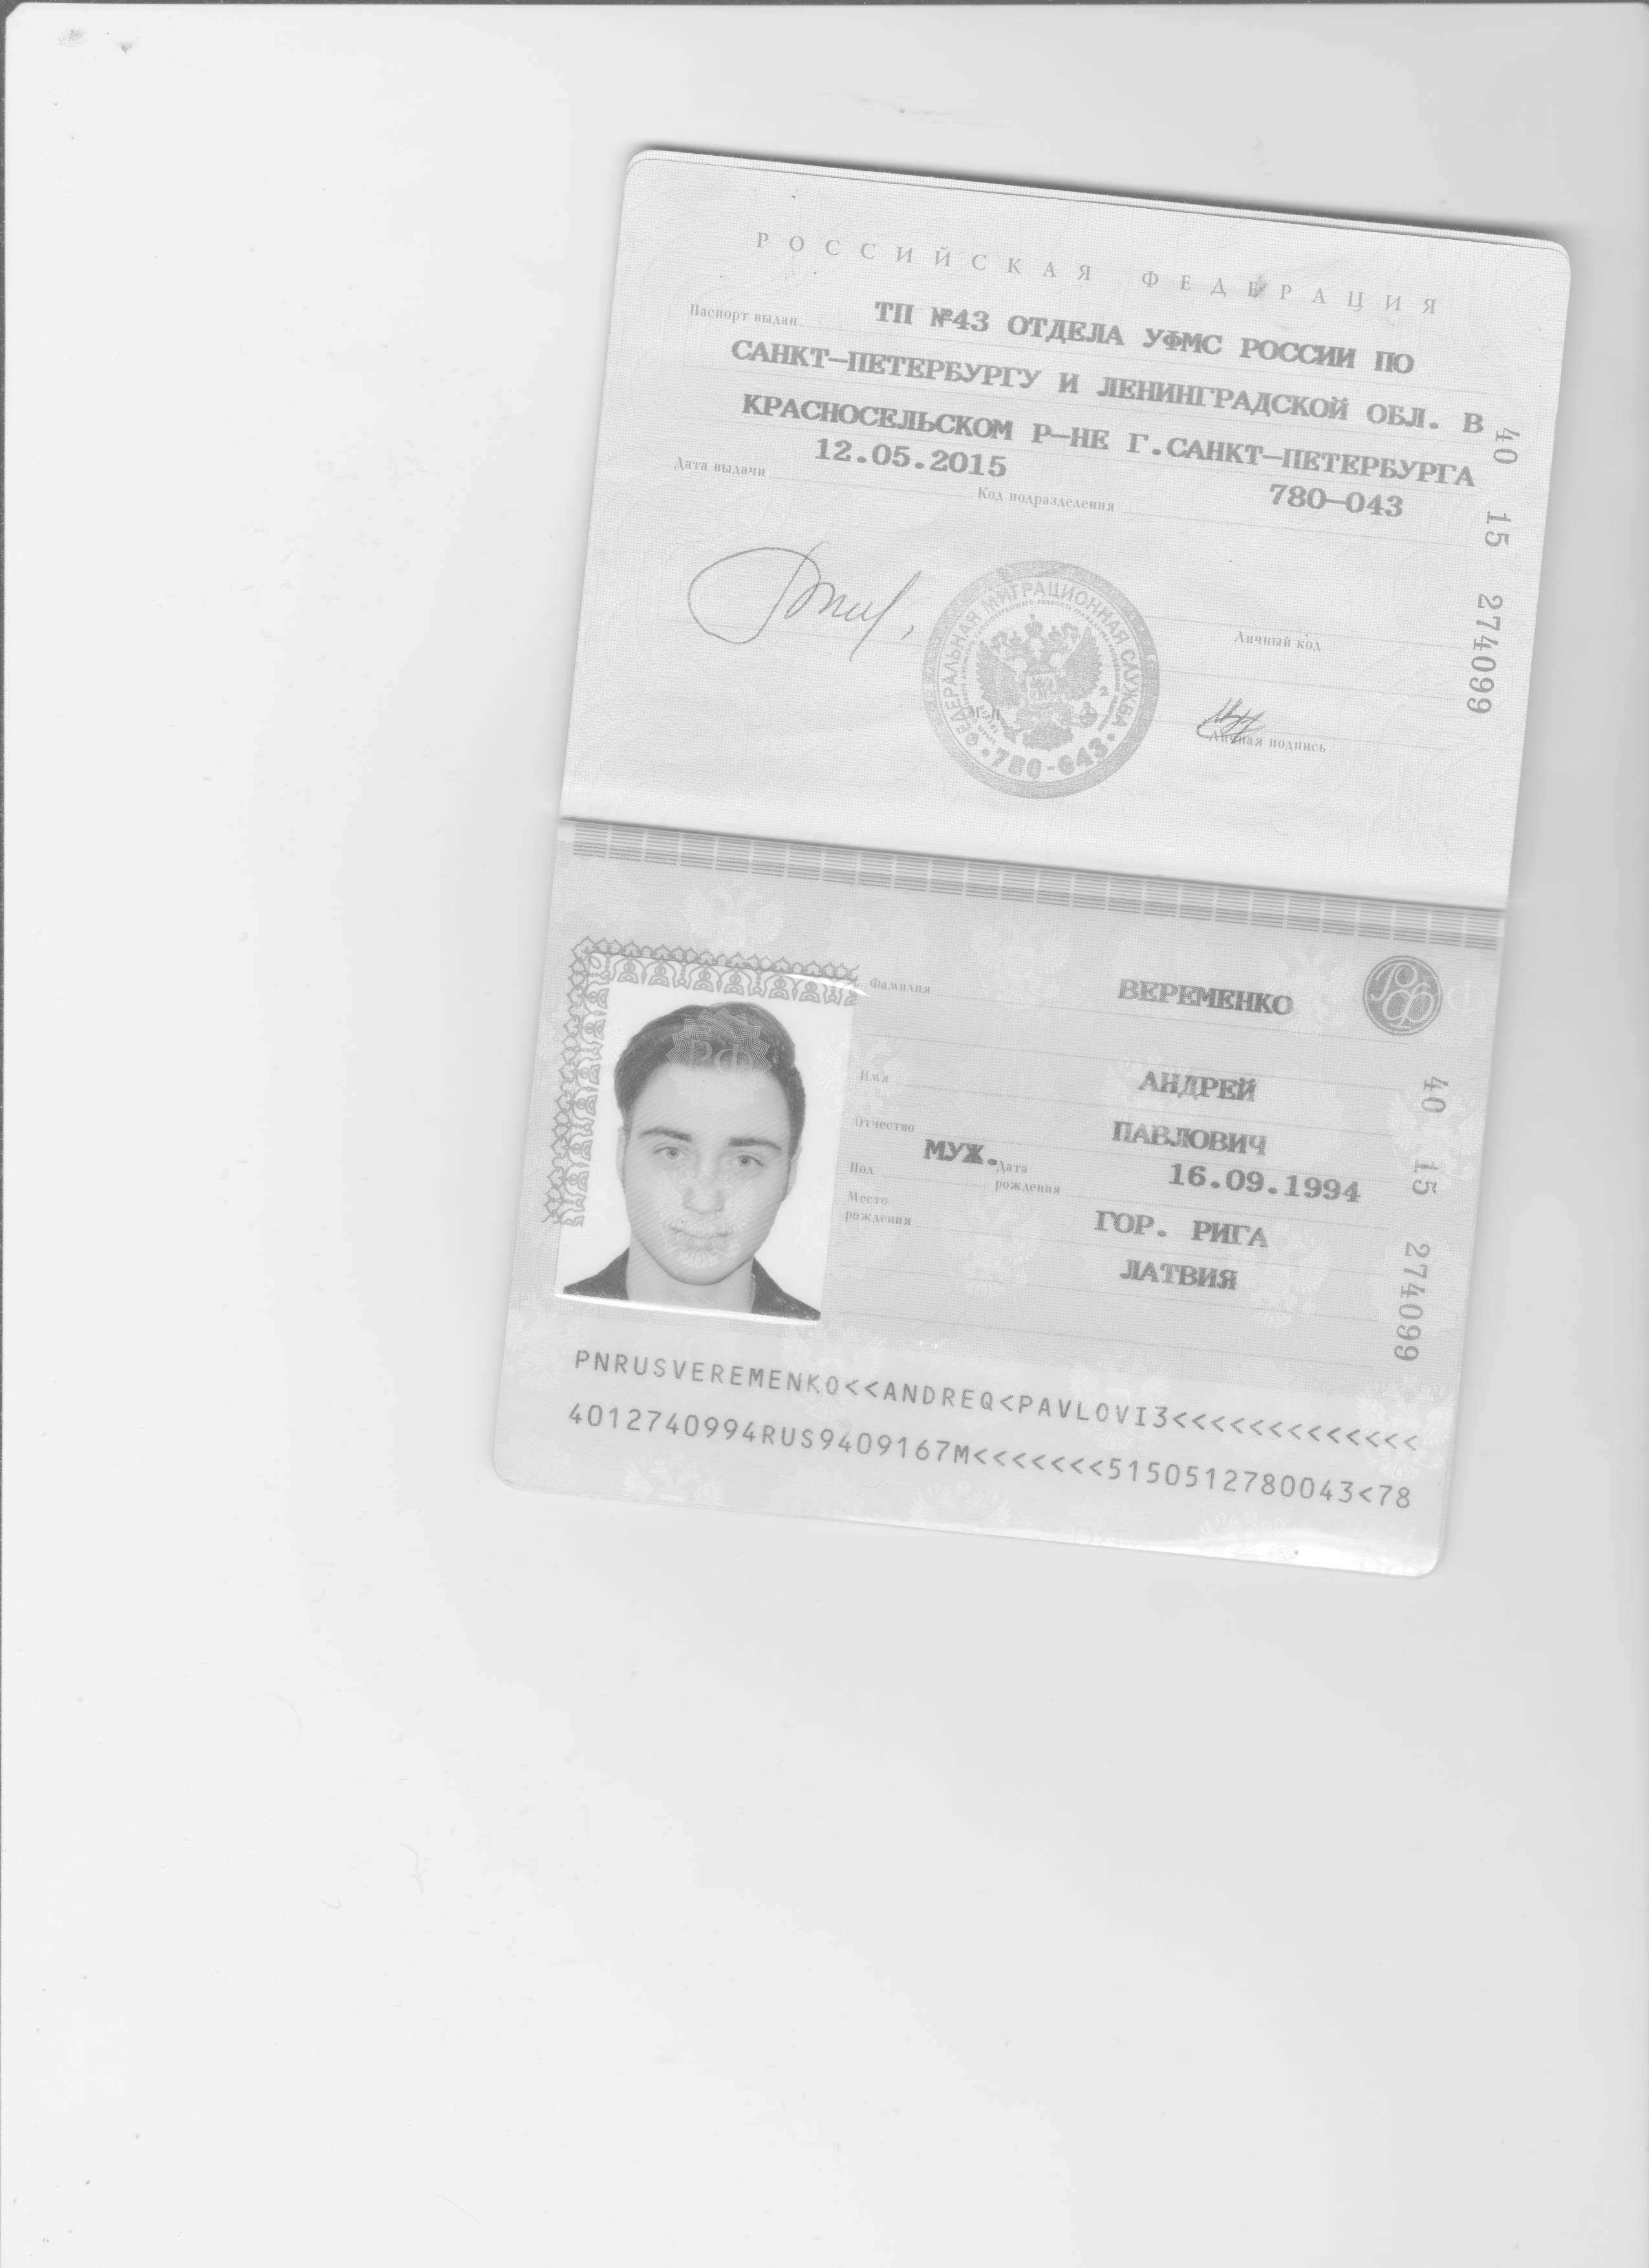 РОССИЙСКАЯ ФЕДЕРАЦИЯ
Паспорт выдан ТП №43 ОТДЕЛА УФМС РОССИИ ПО
САНКТ-ПЕТЕРБУРГУ И ЛЕНИНГРАДСКОЙ ОБЛ. В
КРАСНОСЕЛЬСКОМ Р-НЕ Г.САНКТ-ПЕТЕРБУРГА
Дата выдачи 12.05.2015 Код подразделения 780-043
40 15 274099
Личный код
Личная подпись
ФЕДЕРАЛЬНАЯ МИГРАЦИОННАЯ СЛУЖБА
780-043
Фамилия ВЕРЕМЕНКО
РФ
Имя АНДРЕЙ
Отчество ПАВЛОВИЧ
Пол МУЖ. Дата рождения 16.09.1994
Место рождения ГОР. РИГА
ЛАТВИЯ
40 15 274099
PNRUSVEREMENKO<<ANDREQ<PAVLOVI3<<<<<<<<<<<<<
4012740994RUS9409167M<<<<<<<5150512780043<78